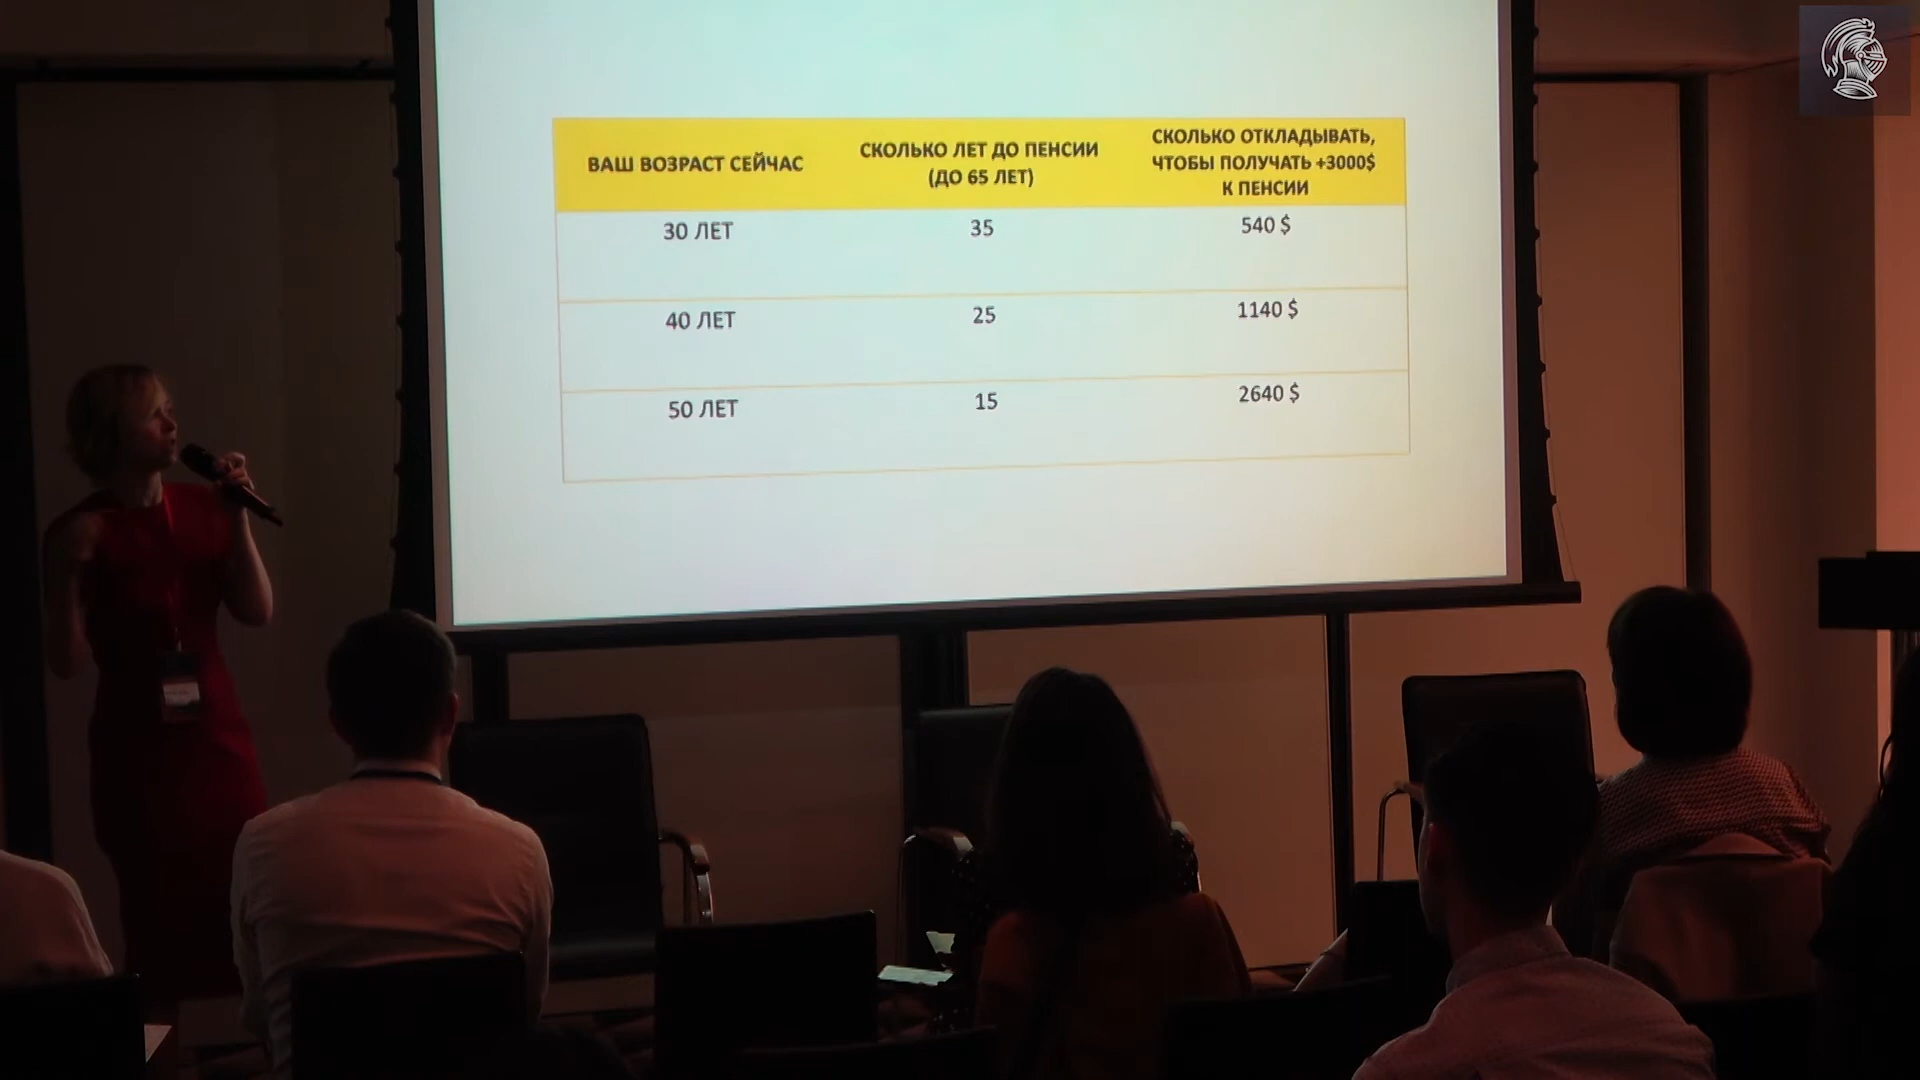 ВАШ ВОЗРАСТ СЕЙЧАС
СКОЛЬКО ЛЕТ ДО ПЕНСИИ
(ДО 65 ЛЕТ)
СКОЛЬКО ОТКЛАДЫВАТЬ,
ЧТОБЫ ПОЛУЧАТЬ +3000$
К ПЕНСИИ
30 ЛЕТ
35
540 $
40 ЛЕТ
25
1140 $
50 ЛЕТ
15
2640 $